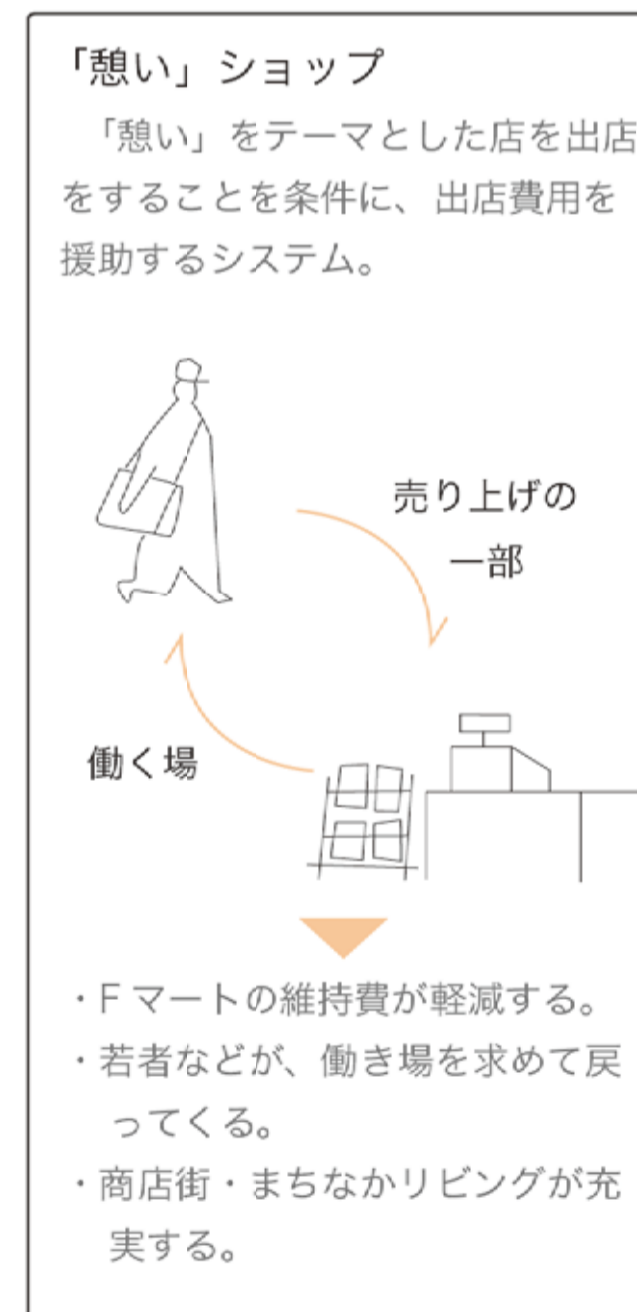 「憩い」ショップ
「憩い」をテーマとした店を出店
をすることを条件に、出店費用を
援助するシステム。
売り上げの
一部
働く場
・Fマートの維持費が軽減する。
・若者などが、働き場を求めて戻
ってくる。
・商店街・まちなかリビングが充
実する。